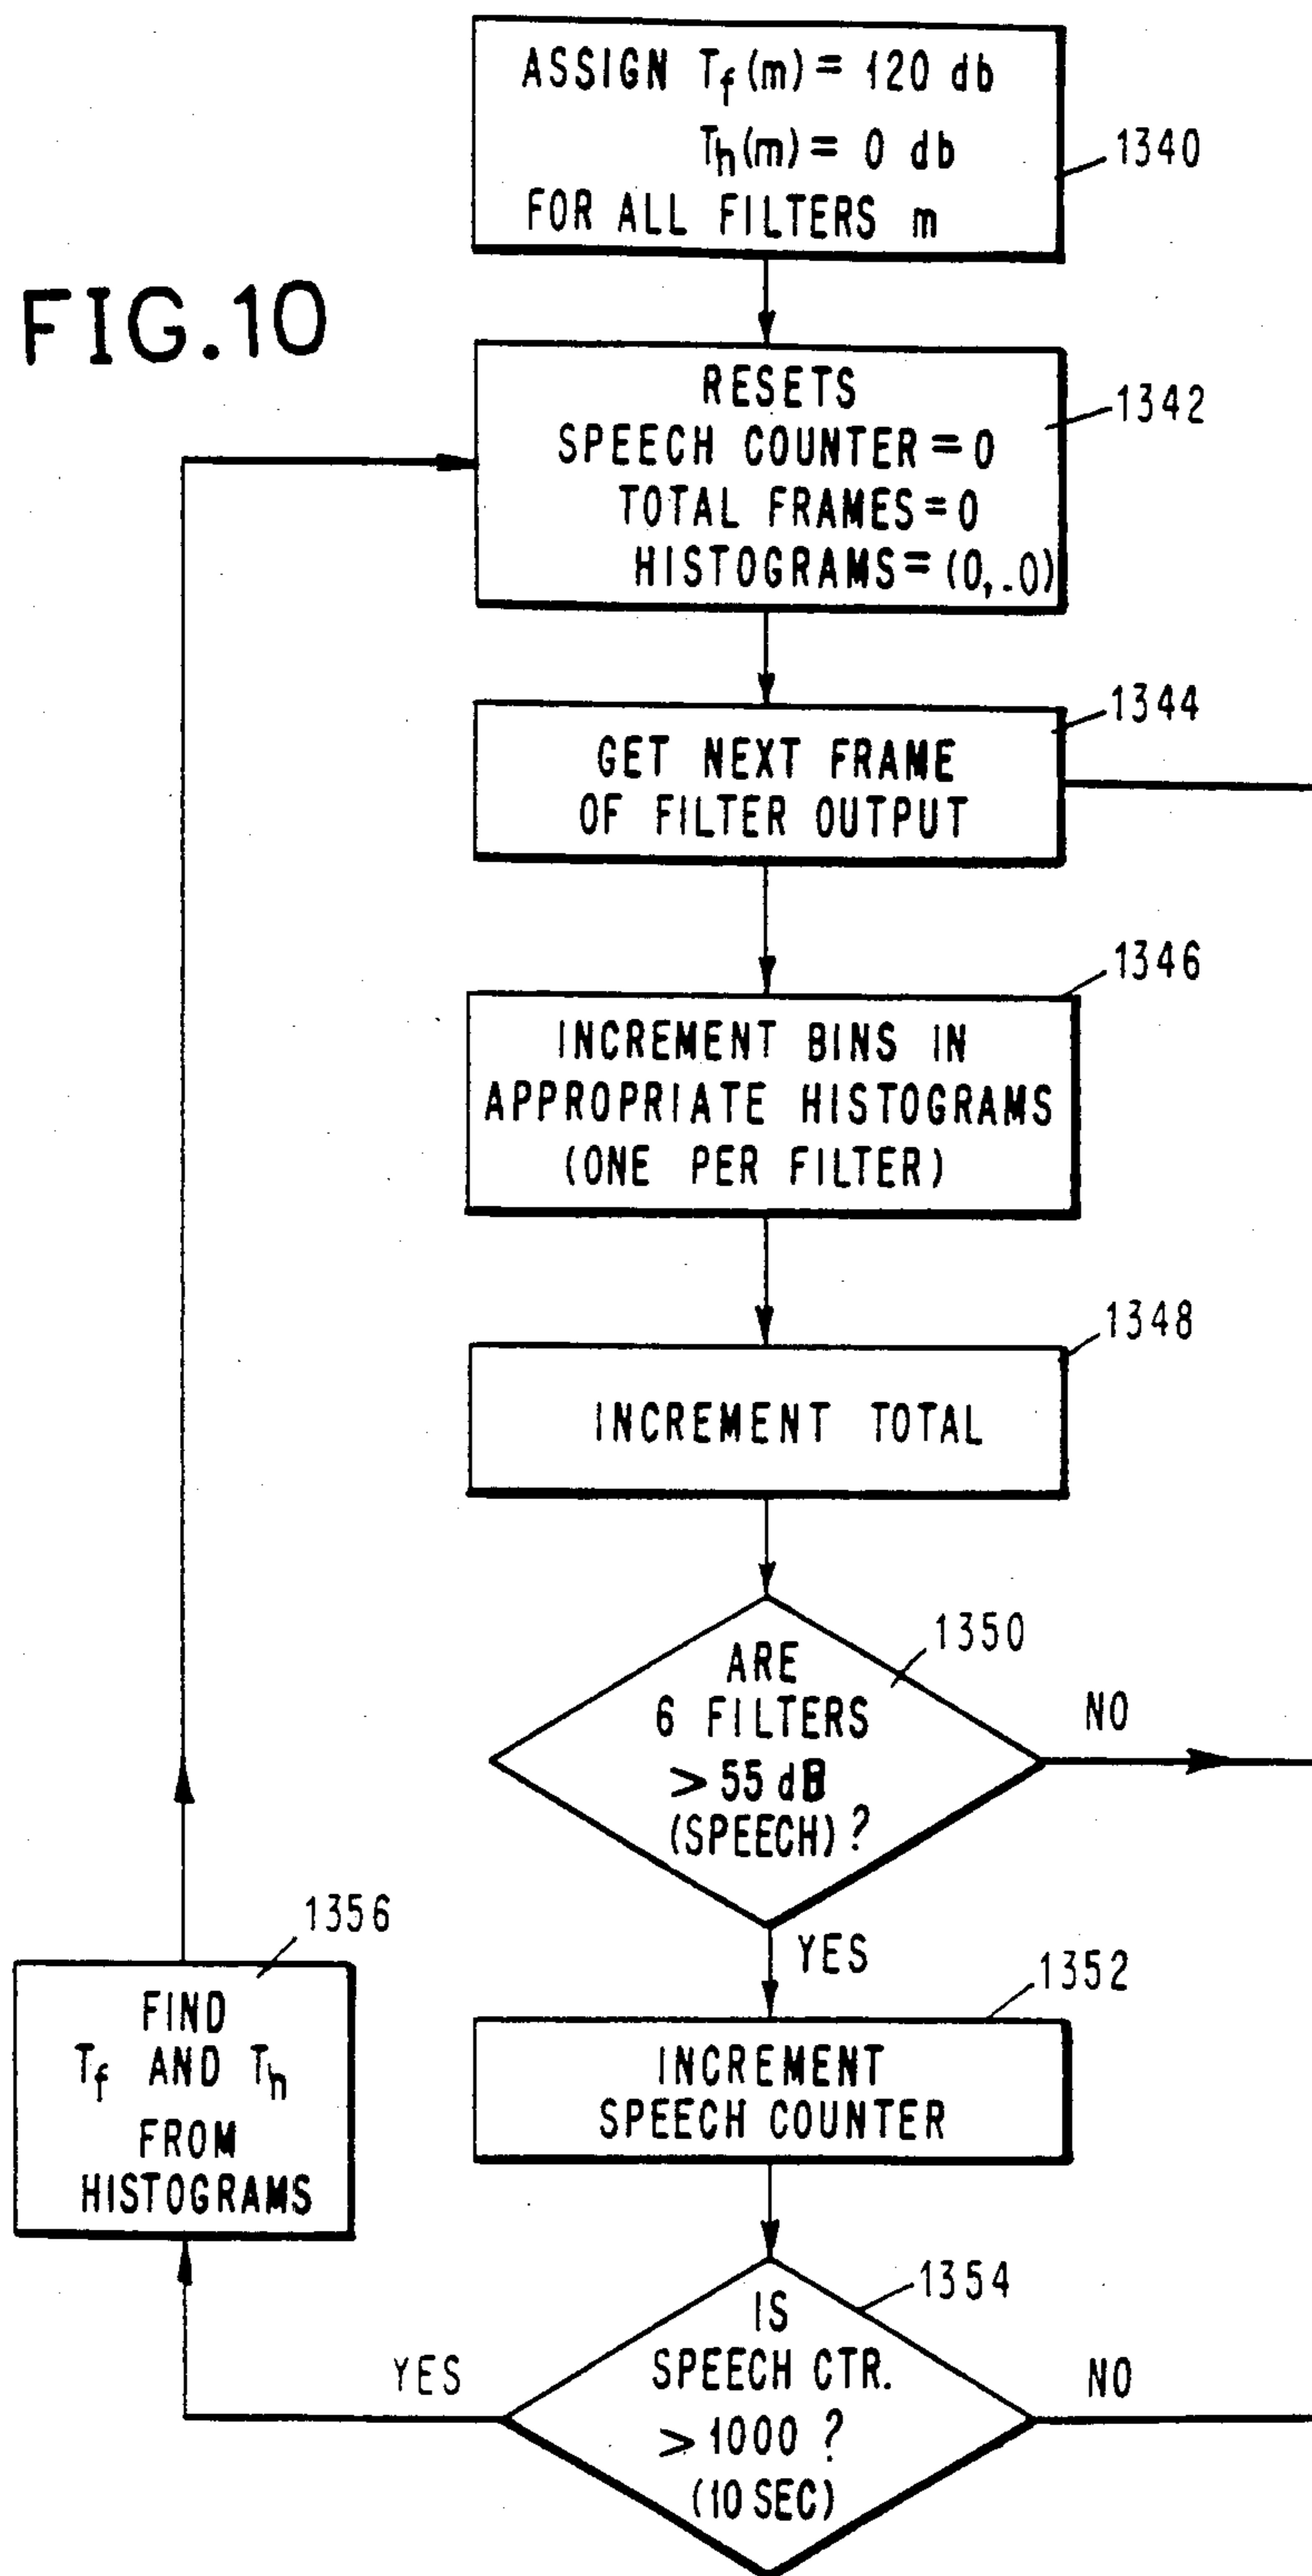 ASSIGN T_f(m) = 120 db
T_h(m) = 0 db
FOR ALL FILTERS m
1340
FIG.10
RESETS
SPEECH COUNTER = 0
TOTAL FRAMES = 0
HISTOGRAMS = (0,..0)
1342
GET NEXT FRAME
OF FILTER OUTPUT
1344
INCREMENT BINS IN
APPROPRIATE HISTOGRAMS
(ONE PER FILTER)
1346
INCREMENT TOTAL
1348
ARE
6 FILTERS
> 55 dB
(SPEECH) ?
1350
NO
YES
INCREMENT
SPEECH COUNTER
1352
IS
SPEECH CTR.
> 1000 ?
(10 SEC)
1354
NO
YES
FIND
T_f AND T_h
FROM
HISTOGRAMS
1356